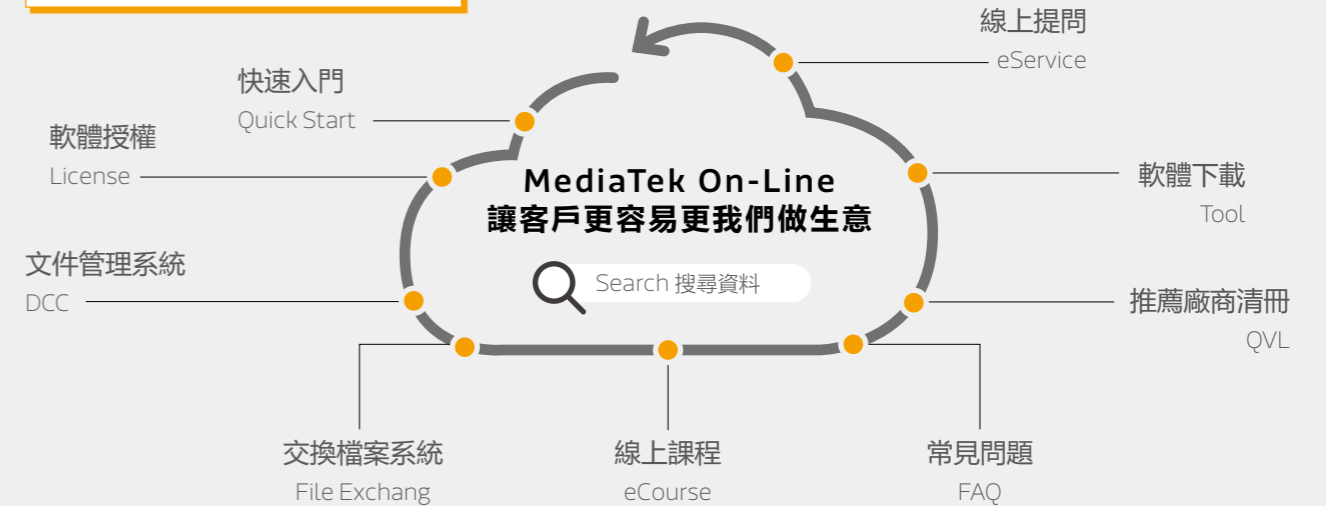 線上提問
eService
快速入門
Quick Start
軟體授權
License
MediaTek On-Line
讓客戶更容易更我們做生意
Search 搜尋資料
軟體下載
Tool
文件管理系統
DCC
推薦廠商清冊
QVL
交換檔案系統
File Exchang
線上課程
eCourse
常見問題
FAQ